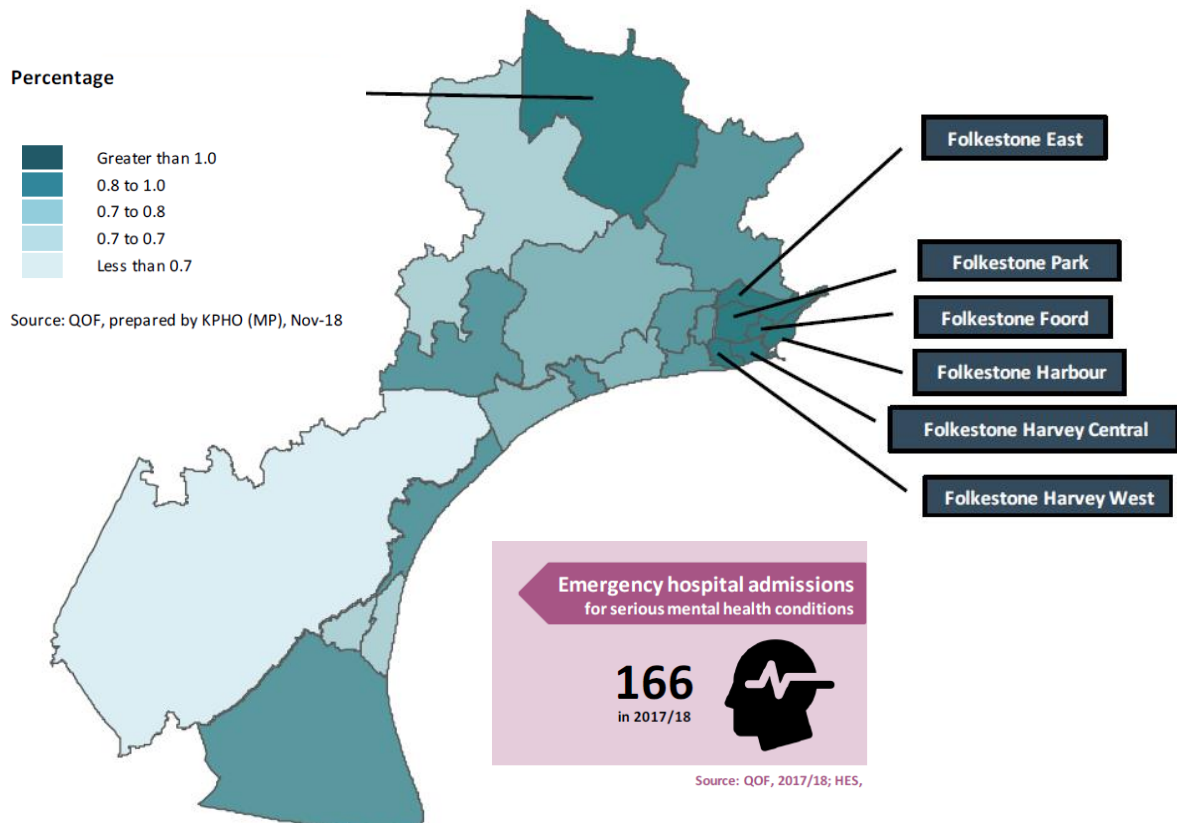 Percentage
Greater than 1.0
0.8 to 1.0
0.7 to 0.8
0.7 to 0.7
Less than 0.7
Source: QOF, prepared by KPHO (MP), Nov-18
Folkestone East
Folkestone Park
Folkestone Foord
Folkestone Harbour
Folkestone Harvey Central
Folkestone Harvey West
Emergency hospital admissions
for serious mental health conditions
166
in 2017/18
Source: QOF, 2017/18; HES,